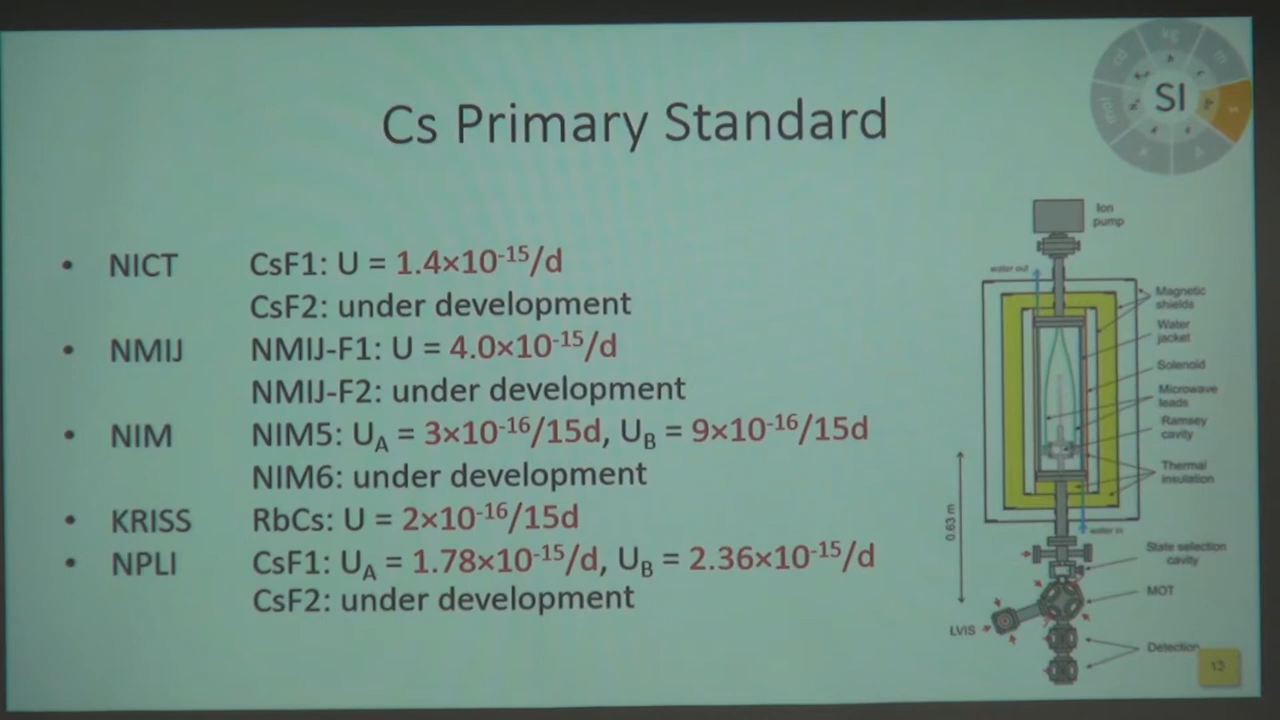 SI
kg
m
s
A
K
mol
cd
Cs Primary Standard
• NICT CsF1: U = 1.4×10⁻¹⁵/d
CsF2: under development
• NMIJ NMIJ-F1: U = 4.0×10⁻¹⁵/d
NMIJ-F2: under development
• NIM NIM5: U_A = 3×10⁻¹⁶/15d, U_B = 9×10⁻¹⁶/15d
NIM6: under development
• KRISS RbCs: U = 2×10⁻¹⁶/15d
• NPLI CsF1: U_A = 1.78×10⁻¹⁵/d, U_B = 2.36×10⁻¹⁵/d
CsF2: under development
Ion
pump
water out
Magnetic
shields
Water
jacket
Solenoid
Microwave
leads
Ramsey
cavity
Thermal
insulation
0.63 m
water in
State selection
cavity
MOT
LVIS
Detection
13